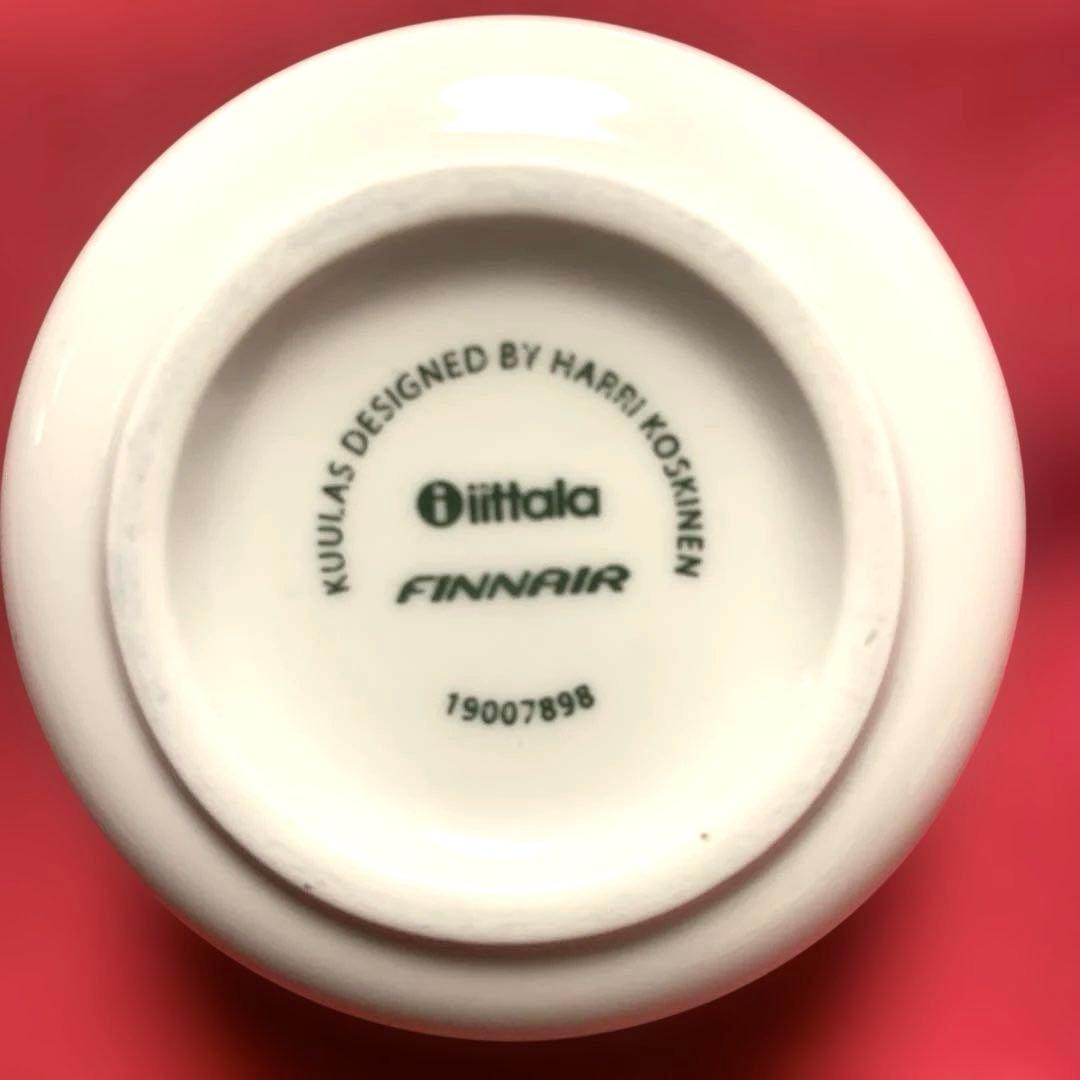 KUULAS DESIGNED BY HARRI KOSKINEN
iittala
FINNAIR
19007898